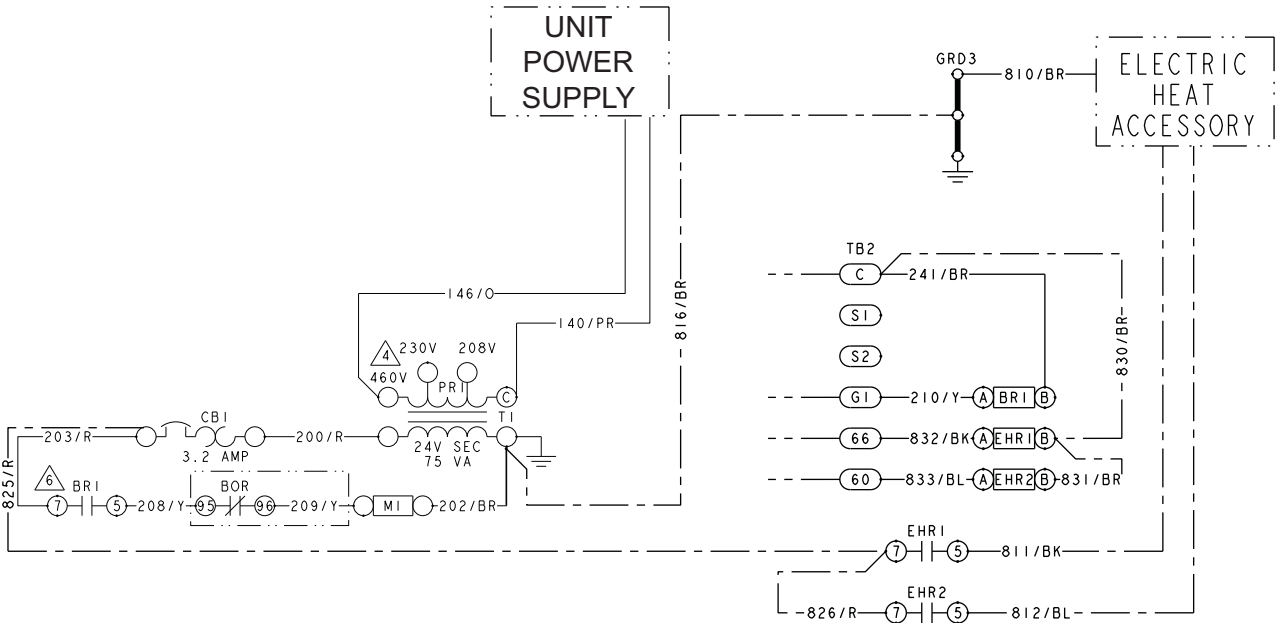 UNIT
POWER
SUPPLY
GRD3
810/BR
ELECTRIC
HEAT
ACCESSORY
TB2
C
241/BR
146/O
816/BR
S1
140/PR
830/BR
4
230V
208V
S2
460V
PRI
C
G1
210/Y
A
BR1
B
CB1
T1
203/R
200/R
24V SEC
75 VA
66
832/BK
A
EHR1
B
3.2 AMP
825/R
6
BR1
BOR
60
833/BL
A
EHR2
B
831/BR
7
5
208/Y
95
96
209/Y
M1
202/BR
EHR1
7
5
811/BK
EHR2
826/R
7
5
812/BL